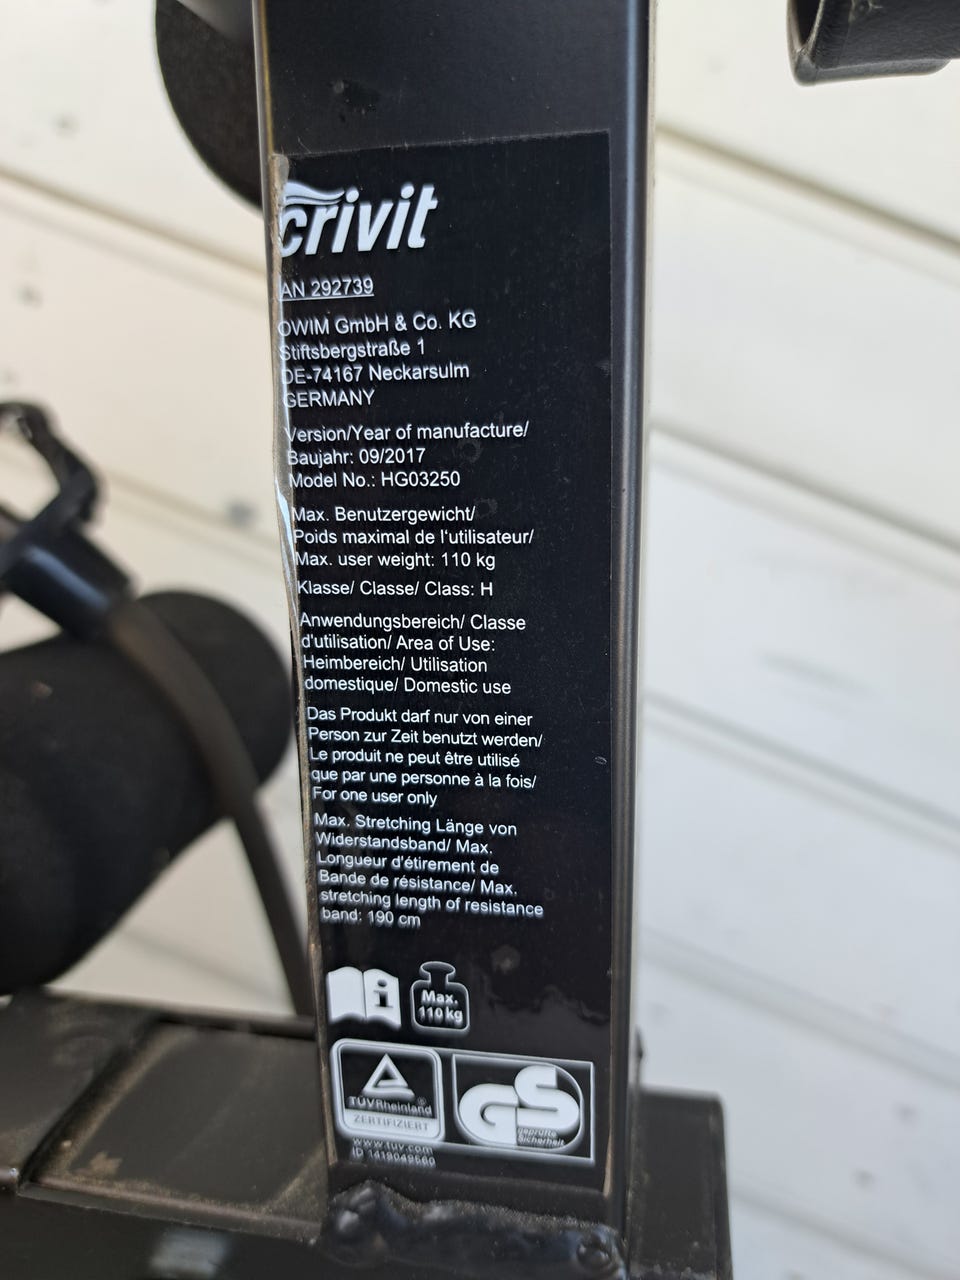 crivit
AN 292739
OWIM GmbH & Co. KG
Stiftsbergstraße 1
DE-74167 Neckarsulm
GERMANY
Version/Year of manufacture/
Baujahr: 09/2017
Model No.: HG03250
Max. Benutzergewicht/
Poids maximal de l'utilisateur/
Max. user weight: 110 kg
Klasse/ Classe/ Class: H
Anwendungsbereich/ Classe
d'utilisation/ Area of Use:
Heimbereich/ Utilisation
domestique/ Domestic use
Das Produkt darf nur von einer
Person zur Zeit benutzt werden/
Le produit ne peut être utilisé
que par une personne à la fois/
For one user only
Max. Stretching Länge von
Widerstandsband/ Max.
Longueur d'étirement de
Bande de résistance/ Max.
stretching length of resistance
band: 190 cm
i
Max.
110 kg
TÜVRheinland®
ZERTIFIZIERT
GS
geprüfte
Sicherheit
www.tuv.com
ID 1419049560